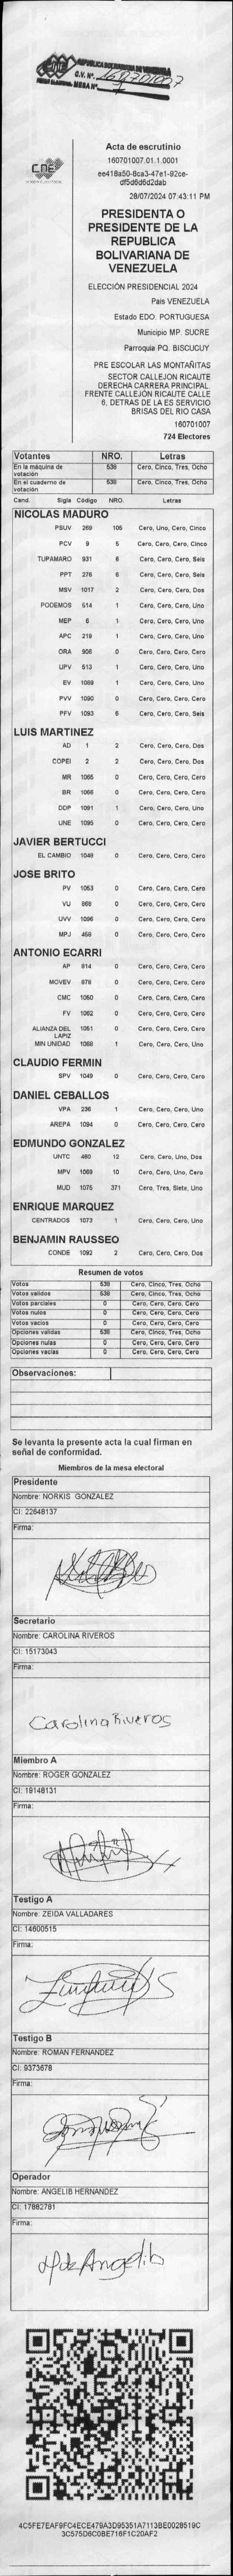 REPUBLICA BOLIVARIANA DE VENEZUELA
C.V. Nº
MESA Nº
CNE
Acta de escrutinio
160701007.01.1.0001
ee418a50-8ca3-47e1-92ce-
df5d6d6d2dab
28/07/2024 07:43:11 PM
PRESIDENTA O
PRESIDENTE DE LA
REPUBLICA
BOLIVARIANA DE
VENEZUELA
ELECCIÓN PRESIDENCIAL 2024
Pais VENEZUELA
Estado EDO. PORTUGUESA
Municipio MP. SUCRE
Parroquia PQ. BISCUCUY
PRE ESCOLAR LAS MONTAÑITAS
SECTOR CALLEJON RICAUTE
DERECHA CARRERA PRINCIPAL.
FRENTE CALLEJON RICAUTE CALLE
6, DETRAS DE LA ES SERVICIO
BRISAS DEL RIO CASA
160701007
724 Electores
Votantes NRO. Letras
En la máquina de votación 538 Cero, Cinco, Tres, Ocho
En el cuaderno de votación 538 Cero, Cinco, Tres, Ocho
Cand. Sigla Código NRO. Letras
NICOLAS MADURO
PSUV 269 105 Cero, Uno, Cero, Cinco
PCV 9 5 Cero, Cero, Cero, Cinco
TUPAMARO 931 6 Cero, Cero, Cero, Seis
PPT 276 6 Cero, Cero, Cero, Seis
MSV 1017 2 Cero, Cero, Cero, Dos
PODEMOS 514 1 Cero, Cero, Cero, Uno
MEP 6 1 Cero, Cero, Cero, Uno
APC 219 1 Cero, Cero, Cero, Uno
ORA 906 0 Cero, Cero, Cero, Cero
UPV 513 1 Cero, Cero, Cero, Uno
EV 1089 1 Cero, Cero, Cero, Uno
PVV 1090 0 Cero, Cero, Cero, Cero
PFV 1093 6 Cero, Cero, Cero, Seis
LUIS MARTINEZ
AD 1 2 Cero, Cero, Cero, Dos
COPEI 2 2 Cero, Cero, Cero, Dos
MR 1065 0 Cero, Cero, Cero, Cero
BR 1066 0 Cero, Cero, Cero, Cero
DDP 1091 1 Cero, Cero, Cero, Uno
UNE 1095 0 Cero, Cero, Cero, Cero
JAVIER BERTUCCI
EL CAMBIO 1048 0 Cero, Cero, Cero, Cero
JOSE BRITO
PV 1053 0 Cero, Cero, Cero, Cero
VU 868 0 Cero, Cero, Cero, Cero
UVV 1096 0 Cero, Cero, Cero, Cero
MPJ 458 0 Cero, Cero, Cero, Cero
ANTONIO ECARRI
AP 814 0 Cero, Cero, Cero, Cero
MOVEV 878 0 Cero, Cero, Cero, Cero
CMC 1050 0 Cero, Cero, Cero, Cero
FV 1052 0 Cero, Cero, Cero, Cero
ALIANZA DEL LAPIZ 1051 0 Cero, Cero, Cero, Cero
MIN UNIDAD 1068 1 Cero, Cero, Cero, Uno
CLAUDIO FERMIN
SPV 1049 0 Cero, Cero, Cero, Cero
DANIEL CEBALLOS
VPA 236 1 Cero, Cero, Cero, Uno
AREPA 1094 0 Cero, Cero, Cero, Cero
EDMUNDO GONZALEZ
UNTC 460 12 Cero, Cero, Uno, Dos
MPV 1069 10 Cero, Cero, Uno, Cero
MUD 1075 371 Cero, Tres, Siete, Uno
ENRIQUE MARQUEZ
CENTRADOS 1073 1 Cero, Cero, Cero, Uno
BENJAMIN RAUSSEO
CONDE 1092 2 Cero, Cero, Cero, Dos
Resumen de votos
Votos 538 Cero, Cinco, Tres, Ocho
Votos validos 538 Cero, Cinco, Tres, Ocho
Votos parciales 0 Cero, Cero, Cero, Cero
Votos nulos 0 Cero, Cero, Cero, Cero
Votos vacios 0 Cero, Cero, Cero, Cero
Opciones validas 538 Cero, Cinco, Tres, Ocho
Opciones nulas 0 Cero, Cero, Cero, Cero
Opciones vacías 0 Cero, Cero, Cero, Cero
Observaciones:
Se levanta la presente acta la cual firman en
señal de conformidad.
Miembros de la mesa electoral
Presidente
Nombre: NORKIS GONZALEZ
CI: 22648137
Firma:
Secretario
Nombre: CAROLINA RIVEROS
CI: 15173043
Firma:
Carolina Riveros
Miembro A
Nombre: ROGER GONZALEZ
CI: 19148131
Firma:
Testigo A
Nombre: ZEIDA VALLADARES
CI: 14600515
Firma:
Testigo B
Nombre: ROMAN FERNANDEZ
CI: 9373678
Firma:
Operador
Nombre: ANGELIB HERNANDEZ
CI: 17882781
Firma:
Angelib
4C5FE7EAF9FC4ECE479A3D95351A7113BE0028519C
3C575D6C0BE716F1C20AF2